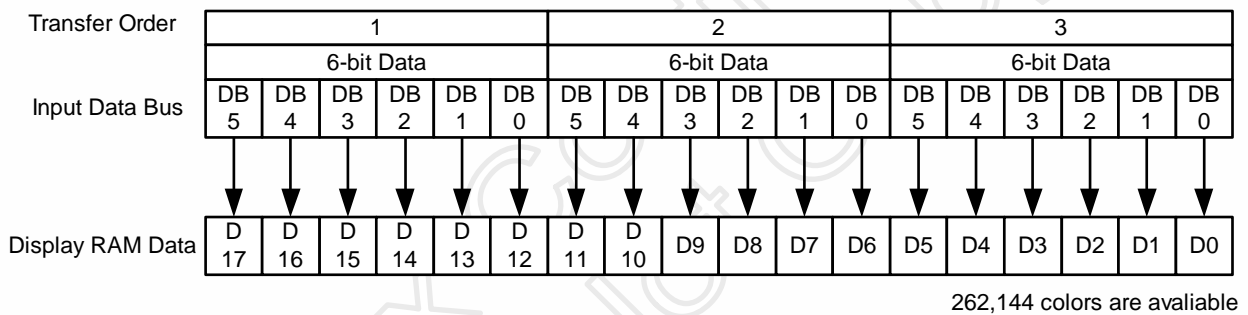 Transfer Order 1 2 3
6-bit Data 6-bit Data 6-bit Data
Input Data Bus DB 5 DB 4 DB 3 DB 2 DB 1 DB 0 DB 5 DB 4 DB 3 DB 2 DB 1 DB 0 DB 5 DB 4 DB 3 DB 2 DB 1 DB 0
Display RAM Data D 17 D 16 D 15 D 14 D 13 D 12 D 11 D 10 D9 D8 D7 D6 D5 D4 D3 D2 D1 D0
262,144 colors are avaliable